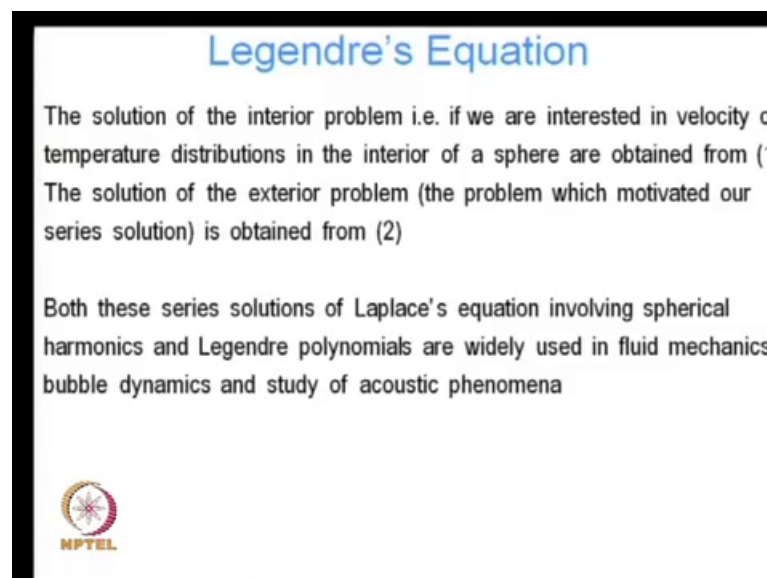 Legendre's Equation
The solution of the interior problem i.e. if we are interested in velocity
temperature distributions in the interior of a sphere are obtained from
The solution of the exterior problem (the problem which motivated our
series solution) is obtained from (2)
Both these series solutions of Laplace's equation involving spherical
harmonics and Legendre polynomials are widely used in fluid mechanics
bubble dynamics and study of acoustic phenomena
NPTEL